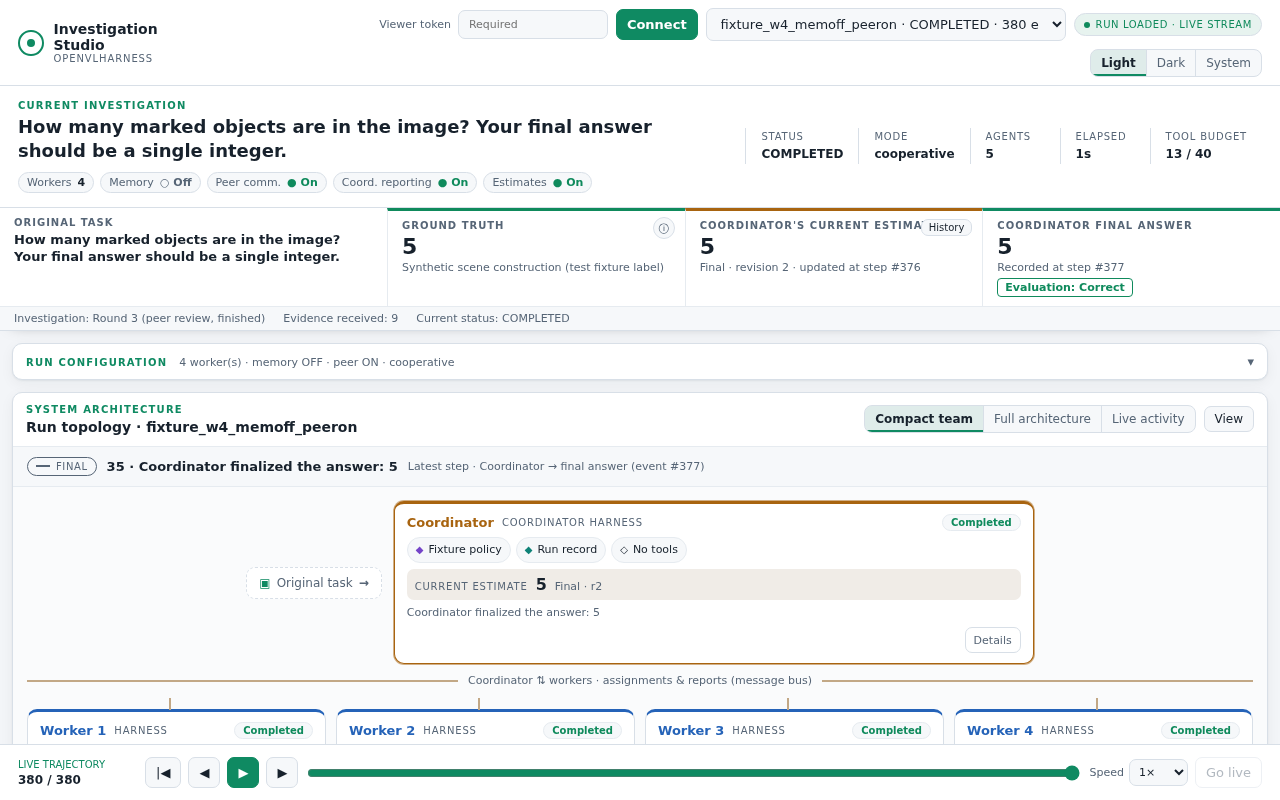 Investigation
Studio
OPENVLHARNESS
Viewer token
Required
Connect
fixture_w4_memoff_peeron · COMPLETED · 380 e
● RUN LOADED · LIVE STREAM
Light
Dark
System
CURRENT INVESTIGATION
How many marked objects are in the image? Your final answer
should be a single integer.
Workers 4
Memory ○ Off
Peer comm. ● On
Coord. reporting ● On
Estimates ● On
STATUS
COMPLETED
MODE
cooperative
AGENTS
5
ELAPSED
1s
TOOL BUDGET
13 / 40
ORIGINAL TASK
How many marked objects are in the image?
Your final answer should be a single integer.
GROUND TRUTH
ⓘ
5
Synthetic scene construction (test fixture label)
COORDINATOR'S CURRENT ESTIMA
History
5
Final · revision 2 · updated at step #376
COORDINATOR FINAL ANSWER
5
Recorded at step #377
Evaluation: Correct
Investigation: Round 3 (peer review, finished)
Evidence received: 9
Current status: COMPLETED
RUN CONFIGURATION
4 worker(s) · memory OFF · peer ON · cooperative
▾
SYSTEM ARCHITECTURE
Run topology · fixture_w4_memoff_peeron
Compact team
Full architecture
Live activity
View
FINAL
35 · Coordinator finalized the answer: 5
Latest step · Coordinator → final answer (event #377)
▣ Original task →
Coordinator COORDINATOR HARNESS
Completed
◆ Fixture policy
◆ Run record
◇ No tools
CURRENT ESTIMATE 5 Final · r2
Coordinator finalized the answer: 5
Details
Coordinator ⇅ workers · assignments & reports (message bus)
Worker 1 HARNESS Completed
Worker 2 HARNESS Completed
Worker 3 HARNESS Completed
Worker 4 HARNESS Completed
LIVE TRAJECTORY
380 / 380
|◀
◀
▶
▶
Speed
1×
Go live